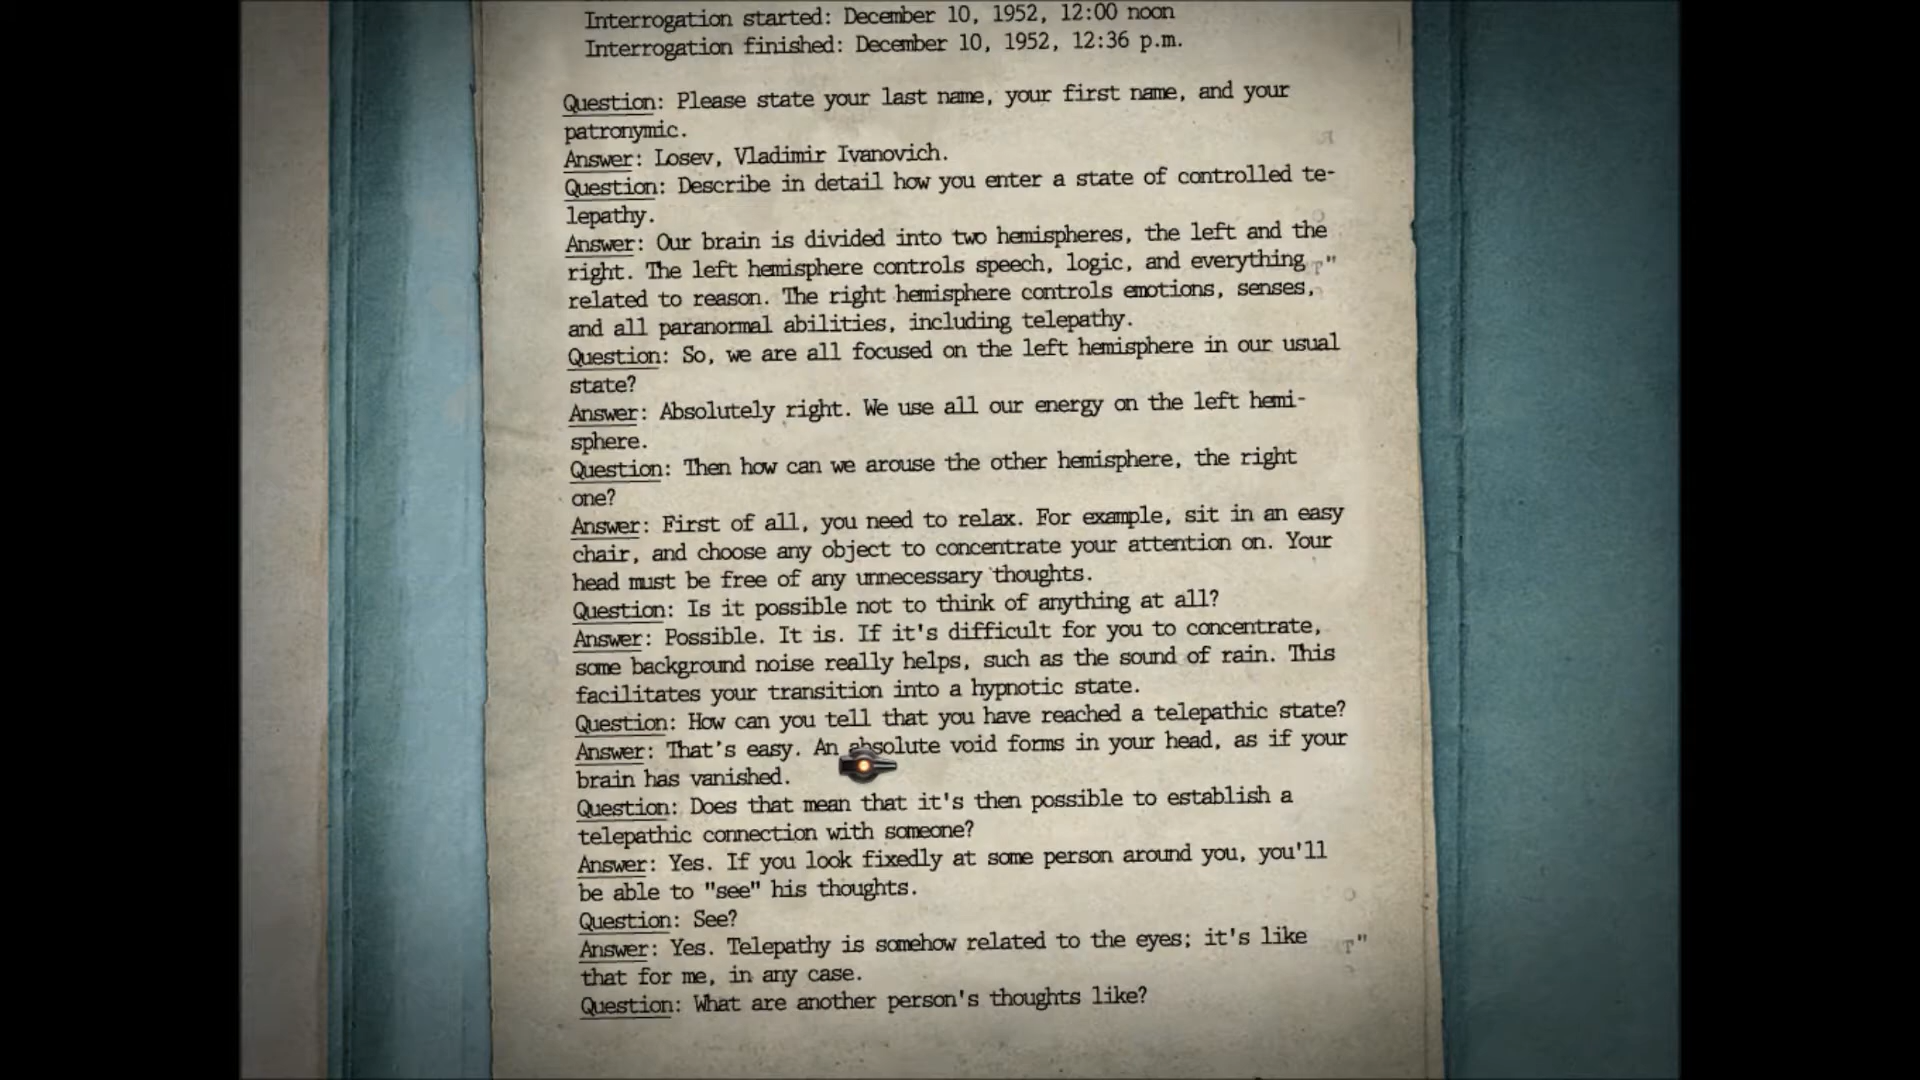 Interrogation started: December 10, 1952, 12:00 noon
Interrogation finished: December 10, 1952, 12:36 p.m.
Question: Please state your last name, your first name, and your
patronymic.
Answer: Losev, Vladimir Ivanovich.
Question: Describe in detail how you enter a state of controlled te-
lepathy.
Answer: Our brain is divided into two hemispheres, the left and the
right. The left hemisphere controls speech, logic, and everything
related to reason. The right hemisphere controls emotions, senses,
and all paranormal abilities, including telepathy.
Question: So, we are all focused on the left hemisphere in our usual
state?
Answer: Absolutely right. We use all our energy on the left hemi-
sphere.
Question: Then how can we arouse the other hemisphere, the right
one?
Answer: First of all, you need to relax. For example, sit in an easy
chair, and choose any object to concentrate your attention on. Your
head must be free of any unnecessary thoughts.
Question: Is it possible not to think of anything at all?
Answer: Possible. It is. If it's difficult for you to concentrate,
some background noise really helps, such as the sound of rain. This
facilitates your transition into a hypnotic state.
Question: How can you tell that you have reached a telepathic state?
Answer: That's easy. An absolute void forms in your head, as if your
brain has vanished.
Question: Does that mean that it's then possible to establish a
telepathic connection with someone?
Answer: Yes. If you look fixedly at some person around you, you'll
be able to "see" his thoughts.
Question: See?
Answer: Yes. Telepathy is somehow related to the eyes; it's like
that for me, in any case.
Question: What are another person's thoughts like?